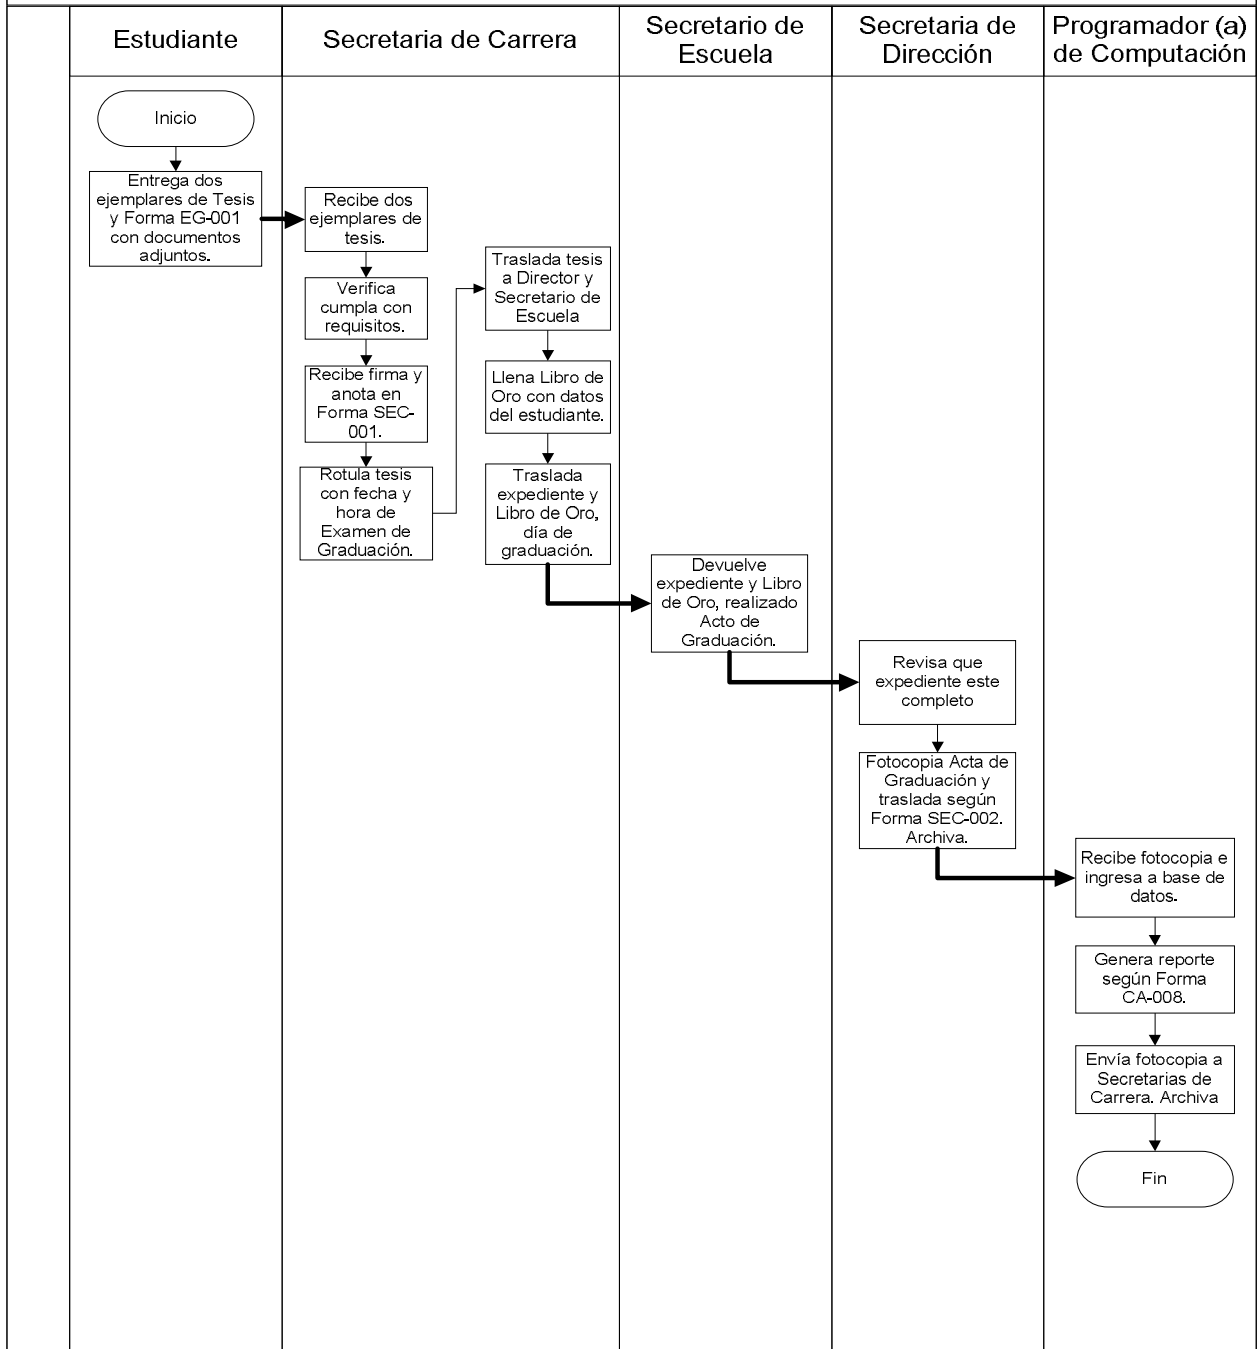 Estudiante
Secretaria de Carrera
Secretario de
Escuela
Secretaria de
Dirección
Programador (a)
de Computación
Inicio
Entrega dos
ejemplares de Tesis
y Forma EG-001
con documentos
adjuntos.
Recibe dos
ejemplares de
tesis.
Verifica
cumpla con
requisitos.
Recibe firma y
anota en
Forma SEC-
001.
Rotula tesis
con fecha y
hora de
Examen de
Graduación.
Traslada tesis
a Director y
Secretario de
Escuela
Llena Libro de
Oro con datos
del estudiante.
Traslada
expediente y
Libro de Oro,
día de
graduación.
Devuelve
expediente y Libro
de Oro, realizado
Acto de
Graduación.
Revisa que
expediente este
completo
Fotocopia Acta de
Graduación y
traslada según
Forma SEC-002.
Archiva.
Recibe fotocopia e
ingresa a base de
datos.
Genera reporte
según Forma
CA-008.
Envía fotocopia a
Secretarias de
Carrera. Archiva
Fin